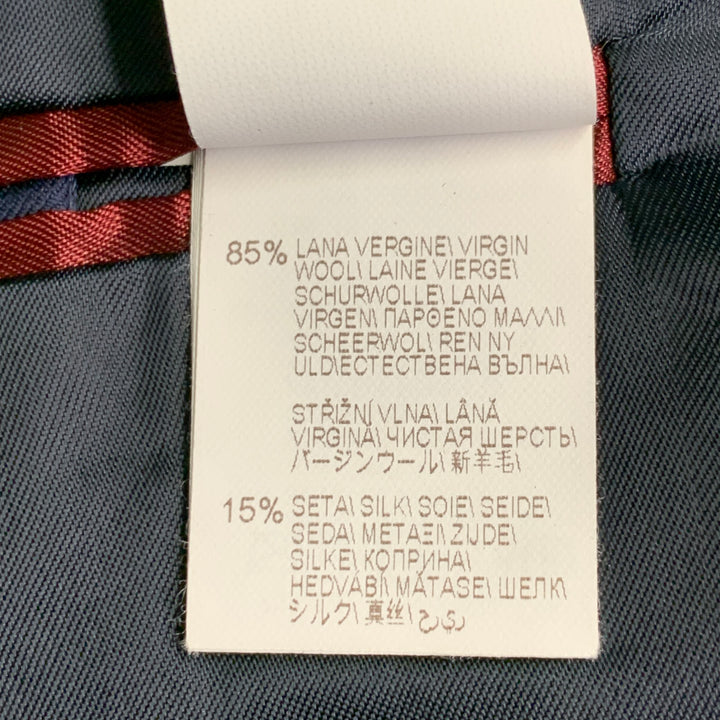 85% LANA VERGINE\ VIRGIN
WOOL\ LAINE VIERGE\
SCHURWOLLE\ LANA
VIRGEN\ ΠΑΡΘΕΝΟ ΜΑΛΛΙ\
SCHEERWOL\ REN NY
ULD\ЕСТЕСТВЕНА ВЪЛНА\
STŘIŽNÍ VLNA\ LÂNĂ
VIRGINĂ\ ЧИСТАЯ ШЕРСТЬ\
バージンウール\ 新羊毛\
15% SETA\ SILK\ SOIE\ SEIDE\
SEDA\ ΜΕΤΑΞΙ\ ZIJDE\
SILKE\ КОПРИНА\
HEDVÁBÍ\ MĂTASE\ ШЕЛК\
シルク\ 真丝\